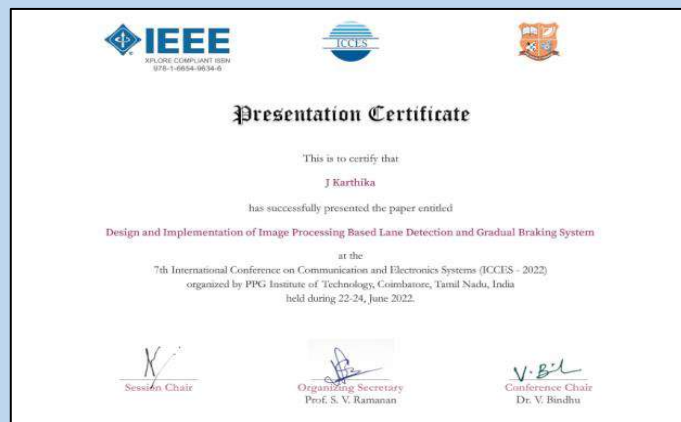 IEEE
XPLORE COMPLIANT ISSN
978-1-6654-9634-6
ICCES
Presentation Certificate
This is to certify that
J Karthika
has successfully presented the paper entitled
Design and Implementation of Image Processing Based Lane Detection and Gradual Braking System
at the
7th International Conference on Communication and Electronics Systems (ICCES - 2022)
organized by PPG Institute of Technology, Coimbatore, Tamil Nadu, India
held during 22-24, June 2022.
V. Bil
Session Chair
Organizing Secretary
Conference Chair
Prof. S. V. Ramanan
Dr. V. Bindhu